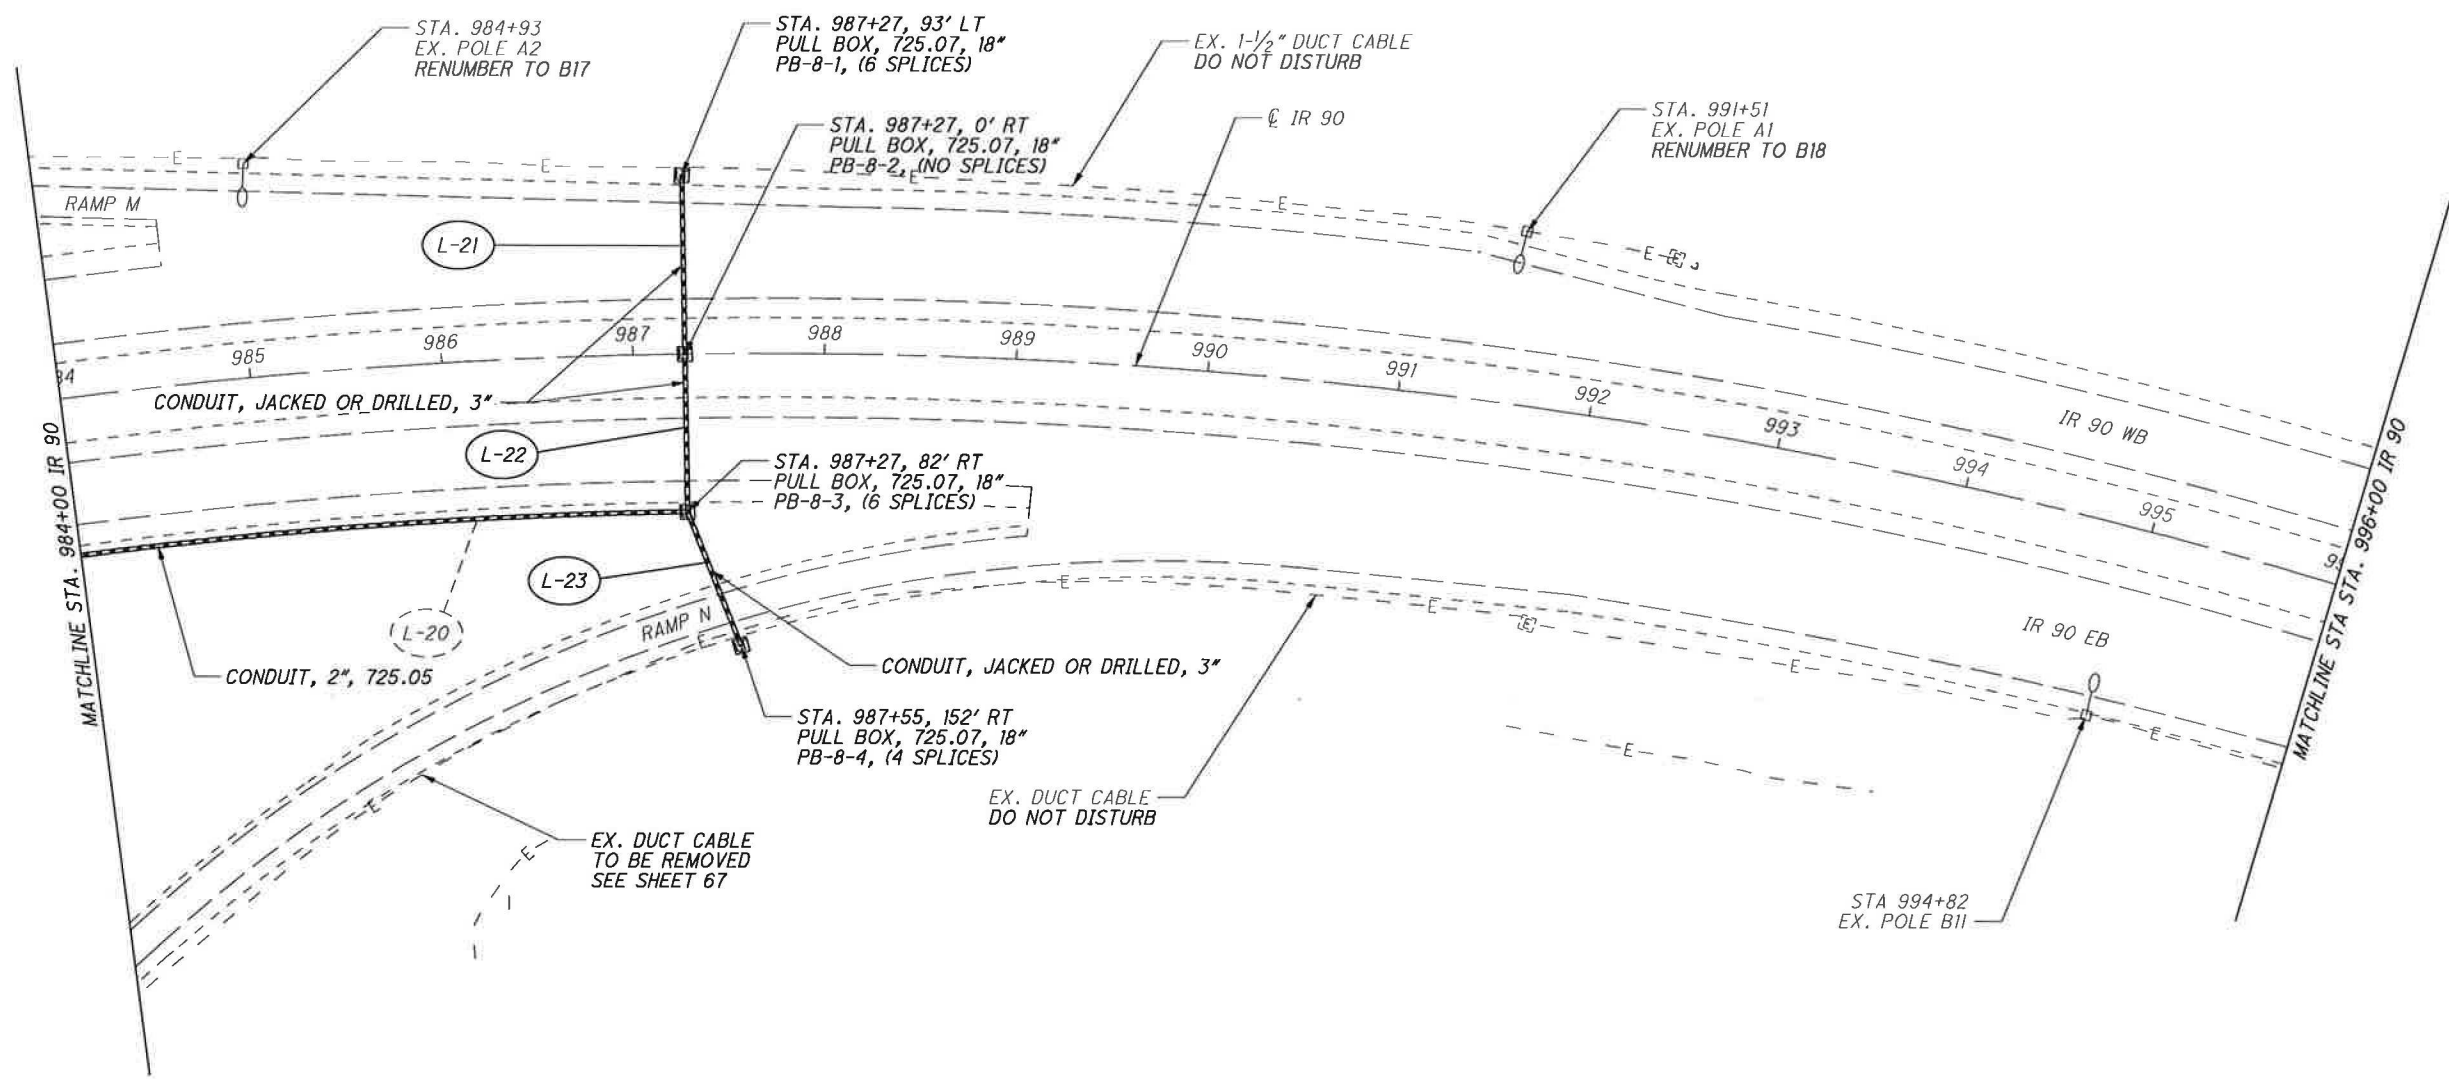 STA. 984+93
EX. POLE A2
RENUMBER TO B17
STA. 987+27, 93' LT
PULL BOX, 725.07, 18"
PB-8-1, (6 SPLICES)
EX. 1-1/2" DUCT CABLE
DO NOT DISTURB
STA. 987+27, 0' RT
PULL BOX, 725.07, 18"
PB-8-2, (NO SPLICES)
℄ IR 90
STA. 991+51
EX. POLE A1
RENUMBER TO B18
E
E
E
E
E
E
RAMP M
L-21
84
985
986
987
988
989
990
991
992
993
994
995
CONDUIT, JACKED OR DRILLED, 3"
IR 90 WB
L-22
STA. 987+27, 82' RT
PULL BOX, 725.07, 18"
PB-8-3, (6 SPLICES)
MATCHLINE STA. 984+00 IR 90
MATCHLINE STA STA. 996+00 IR 90
L-23
L-20
RAMP N
E
E
E
E
E
E
IR 90 EB
CONDUIT, 2", 725.05
CONDUIT, JACKED OR DRILLED, 3"
STA. 987+55, 152' RT
PULL BOX, 725.07, 18"
PB-8-4, (4 SPLICES)
E
E
E
EX. DUCT CABLE
DO NOT DISTURB
EX. DUCT CABLE
TO BE REMOVED
SEE SHEET 67
STA 994+82
EX. POLE B11